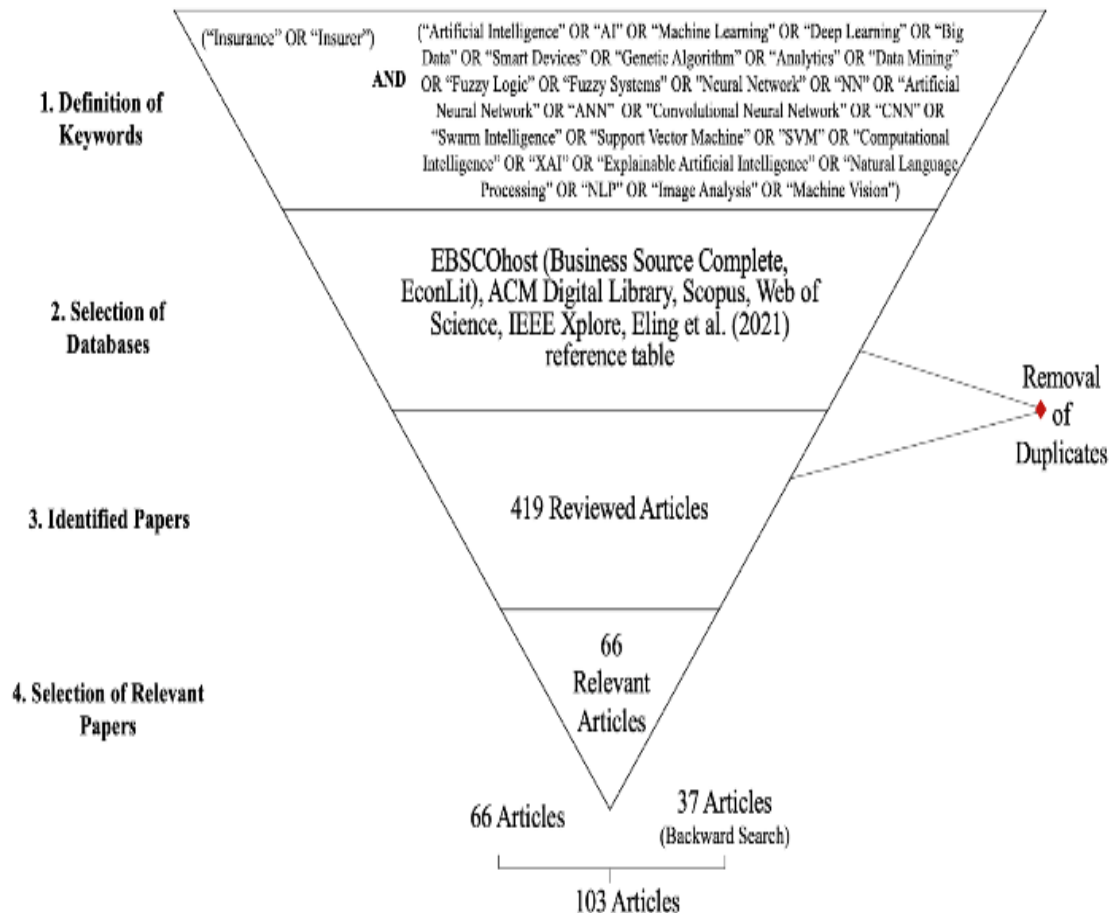 ("Insurance" OR "Insurer")
AND
("Artificial Intelligence" OR "AI" OR "Machine Learning" OR "Deep Learning" OR "Big
Data" OR "Smart Devices" OR "Genetic Algorithm" OR "Analytics" OR "Data Mining"
OR "Fuzzy Logic" OR "Fuzzy Systems" OR "Neural Network" OR "NN" OR "Artificial
Neural Network" OR "ANN" OR "Convolutional Neural Network" OR "CNN" OR
"Swarm Intelligence" OR "Support Vector Machine" OR "SVM" OR "Computational
Intelligence" OR "XAI" OR "Explainable Artificial Intelligence" OR "Natural Language
Processing" OR "NLP" OR "Image Analysis" OR "Machine Vision")
1. Definition of
Keywords
EBSCOhost (Business Source Complete,
EconLit), ACM Digital Library, Scopus, Web of
Science, IEEE Xplore, Eling et al. (2021)
reference table
2. Selection of
Databases
Removal
of
Duplicates
419 Reviewed Articles
3. Identified Papers
66
Relevant
Articles
4. Selection of Relevant
Papers
66 Articles
37 Articles
(Backward Search)
103 Articles